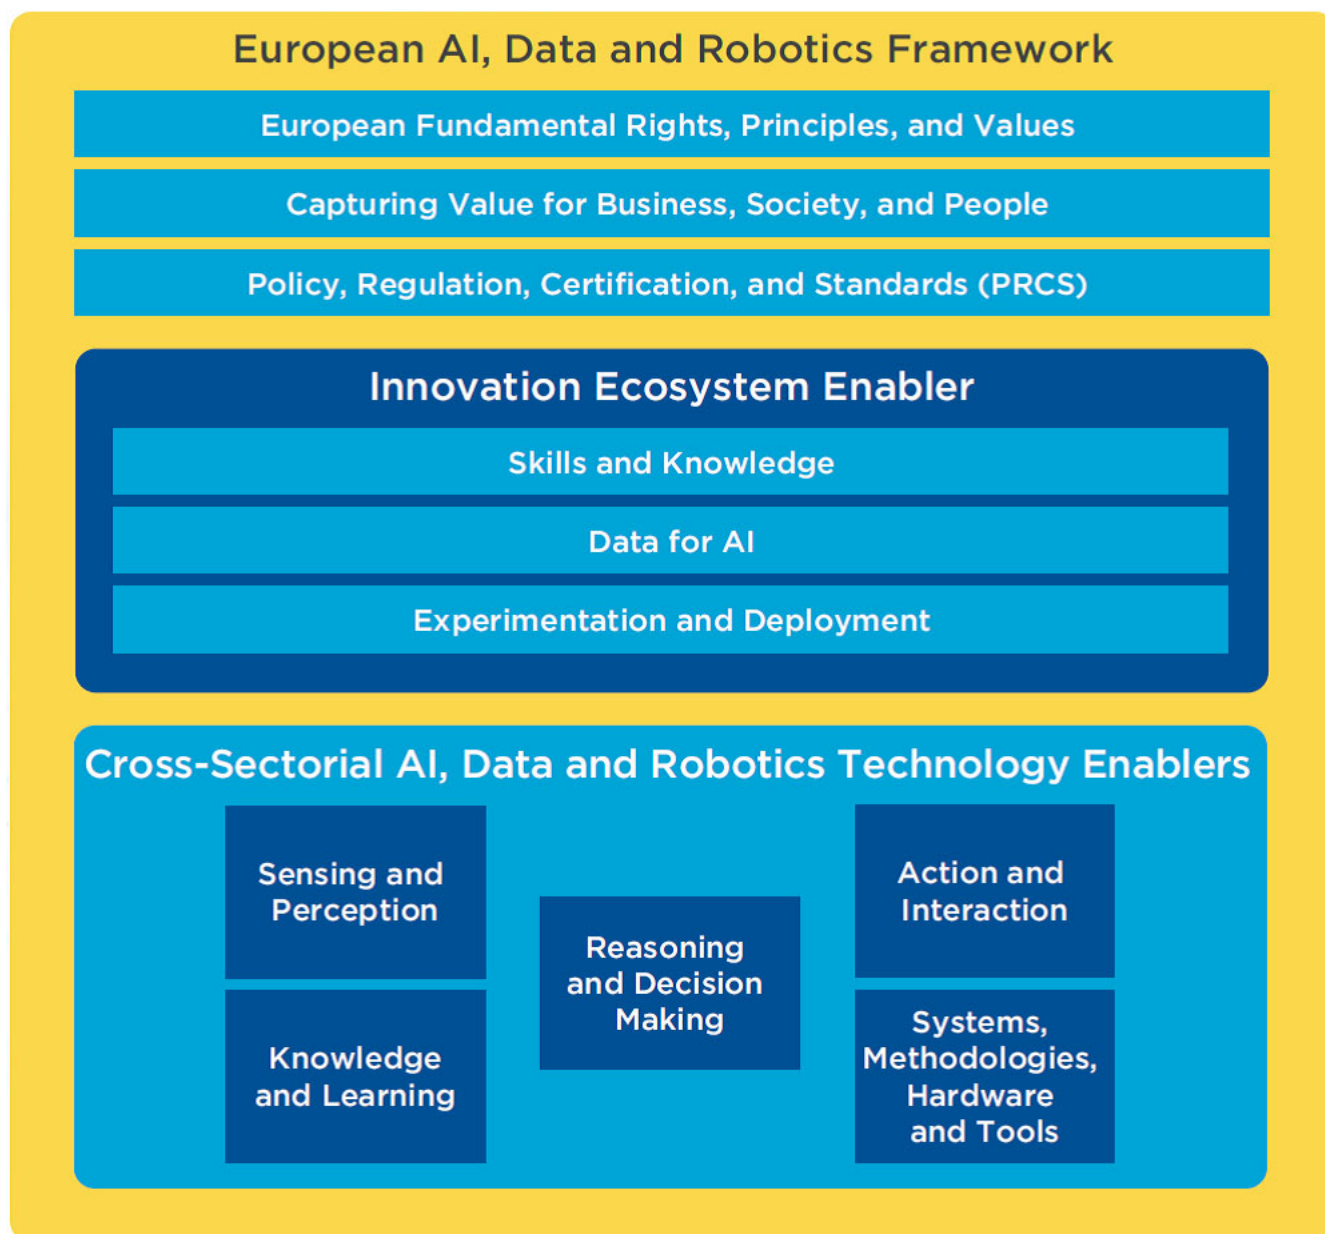 European AI, Data and Robotics Framework
European Fundamental Rights, Principles, and Values
Capturing Value for Business, Society, and People
Policy, Regulation, Certification, and Standards (PRCS)
Innovation Ecosystem Enabler
Skills and Knowledge
Data for AI
Experimentation and Deployment
Cross-Sectorial AI, Data and Robotics Technology Enablers
Sensing and
Perception
Knowledge
and Learning
Reasoning
and Decision
Making
Action and
Interaction
Systems,
Methodologies,
Hardware
and Tools